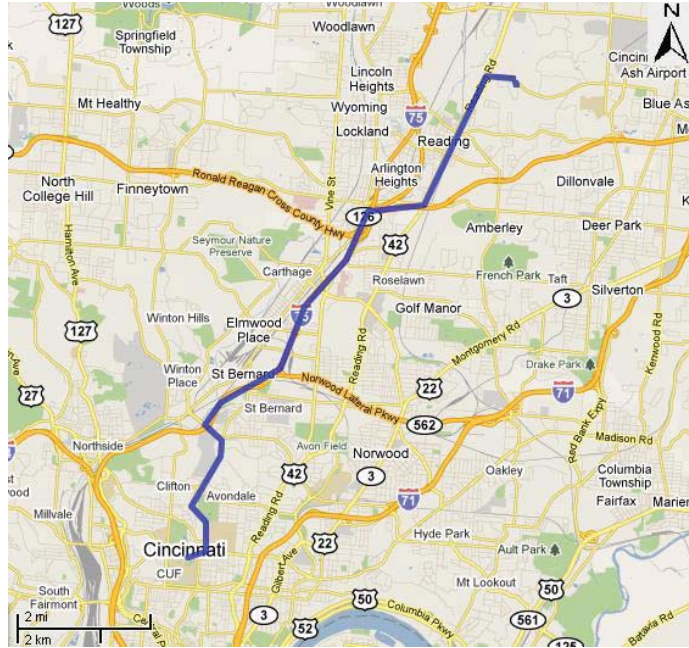 Woods
127
Springfield
Township
Woodlawn
Woodlawn
N
Lincoln
Heights
Reading Rd
Cincinn
Ash Airport
Mt Healthy
Wyoming
75
Blue As
Lockland
Reading
Vine St
Ronald Reagan Cross County Hwy
Arlington
Heights
North
College Hill
Finneytown
Dillonvale
126
Hamilton Ave
Amberley
Deer Park
Seymour Nature
Preserve
42
Carthage
Roselawn
French Park
Taft
3
Silverton
Winton Hills
75
Golf Manor
Elmwood
Place
127
Montgomery Rd
Kenwood Rd
Winton
Place
Reading Rd
Drake Park
St Bernard
22
27
Norwood Lateral Pkwy
71
St Bernard
562
Red Bank Expy
Northside
Avon Field
Madison Rd
Norwood
42
3
Oakley
Columbia
Township
Clifton
Avondale
71
Fairfax
Marien
Millvale
Reading Rd
Hyde Park
Cincinnati
22
Ault Park
CUF
Gilbert Ave
Mt Lookout
South
Fairmont
50
50
2 mi
3
Columbia Pkwy
561
2 km
52
125
Batavia Rd